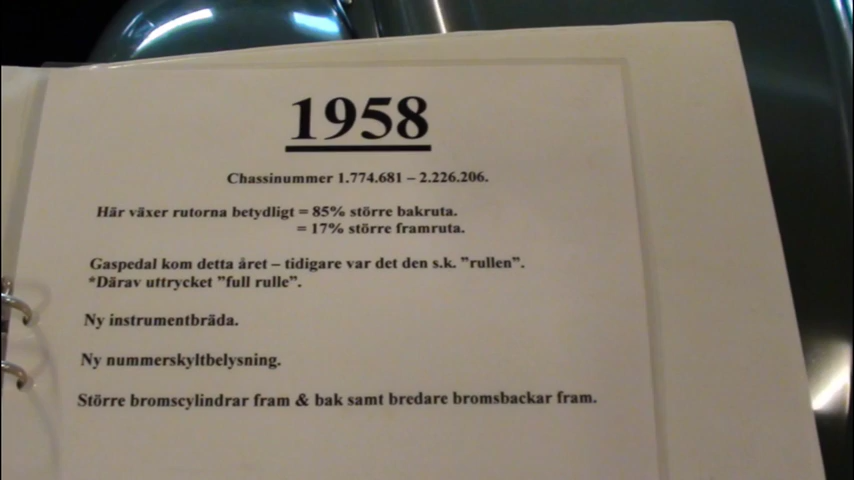 1958
Chassinummer 1.774.681 – 2.226.206.
Här växer rutorna betydligt = 85% större bakruta.
= 17% större framruta.
Gaspedal kom detta året – tidigare var det den s.k. ”rullen”.
*Därav uttrycket ”full rulle”.
Ny instrumentbräda.
Ny nummerskyltbelysning.
Större bromscylindrar fram & bak samt bredare bromsbackar fram.